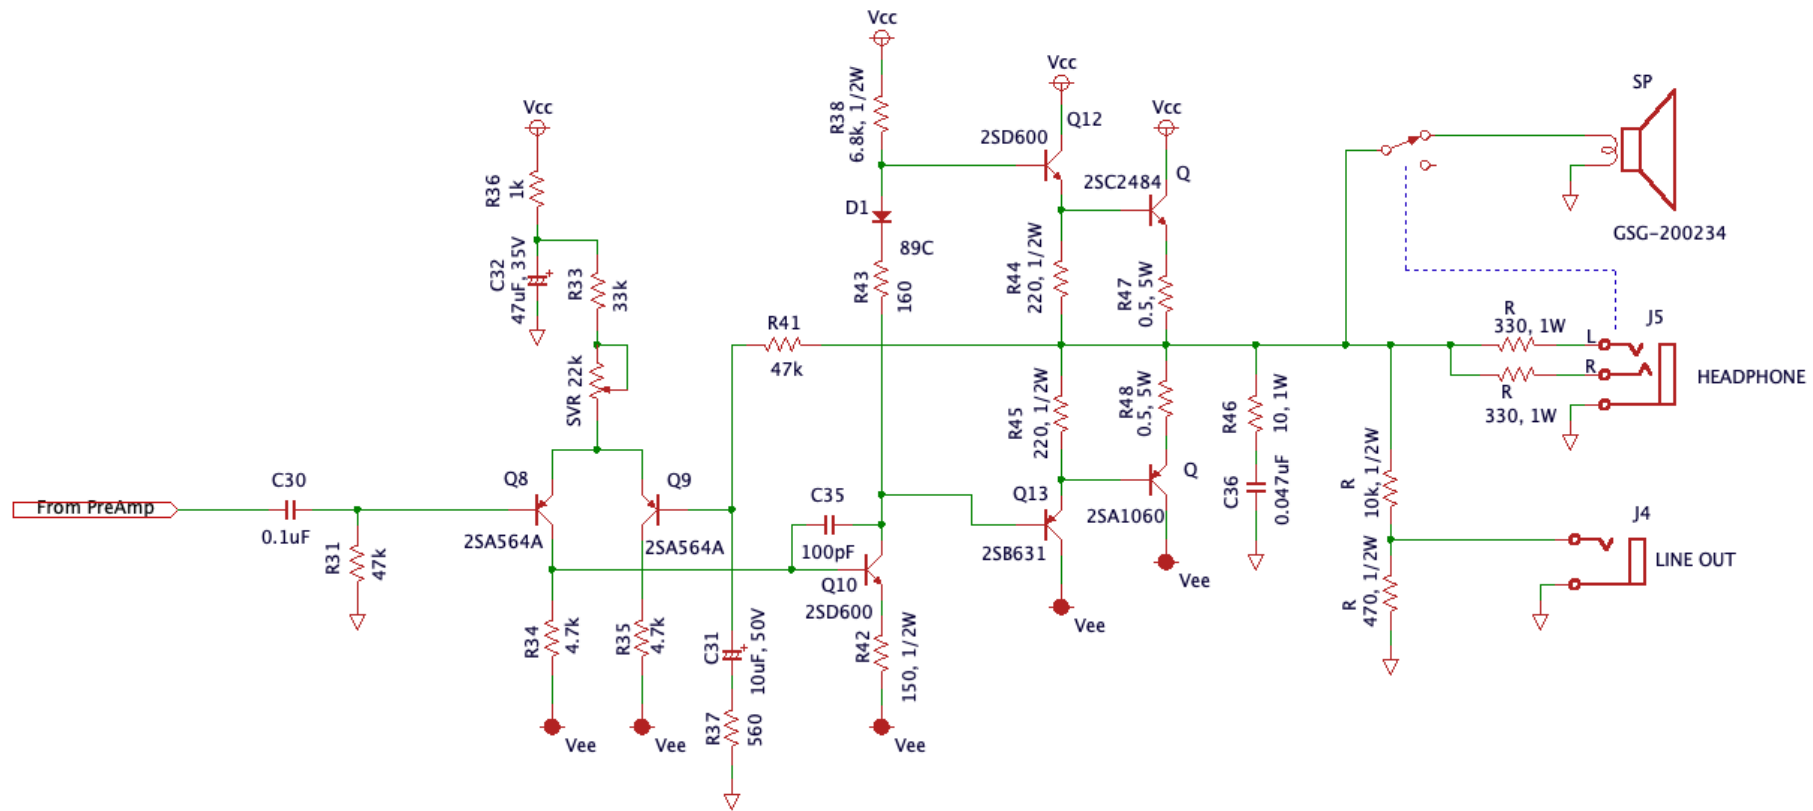 Vcc
R38
6.8k, 1/2W
Vcc
Q12
2SD600
Vcc
Q
2SC2484
SP
GSG-200234
Vcc
R36
1k
C32
47uF, 35V
R33
33k
SVR 22k
D1
89C
R43
160
R44
220, 1/2W
R47
0.5, 5W
R41
47k
R
330, 1W
L
J5
R
R
330, 1W
HEADPHONE
R45
220, 1/2W
R48
0.5, 5W
R46
10, 1W
C36
0.047uF
R
10k, 1/2W
From PreAmp
C30
0.1uF
R31
47k
Q8
2SA564A
Q9
2SA564A
C35
100pF
Q10
2SD600
Q13
2SB631
Q
2SA1060
Vee
Vee
R
470, 1/2W
J4
LINE OUT
R34
4.7k
R35
4.7k
C31
10uF, 50V
R42
150, 1/2W
R37
560
Vee
Vee
Vee